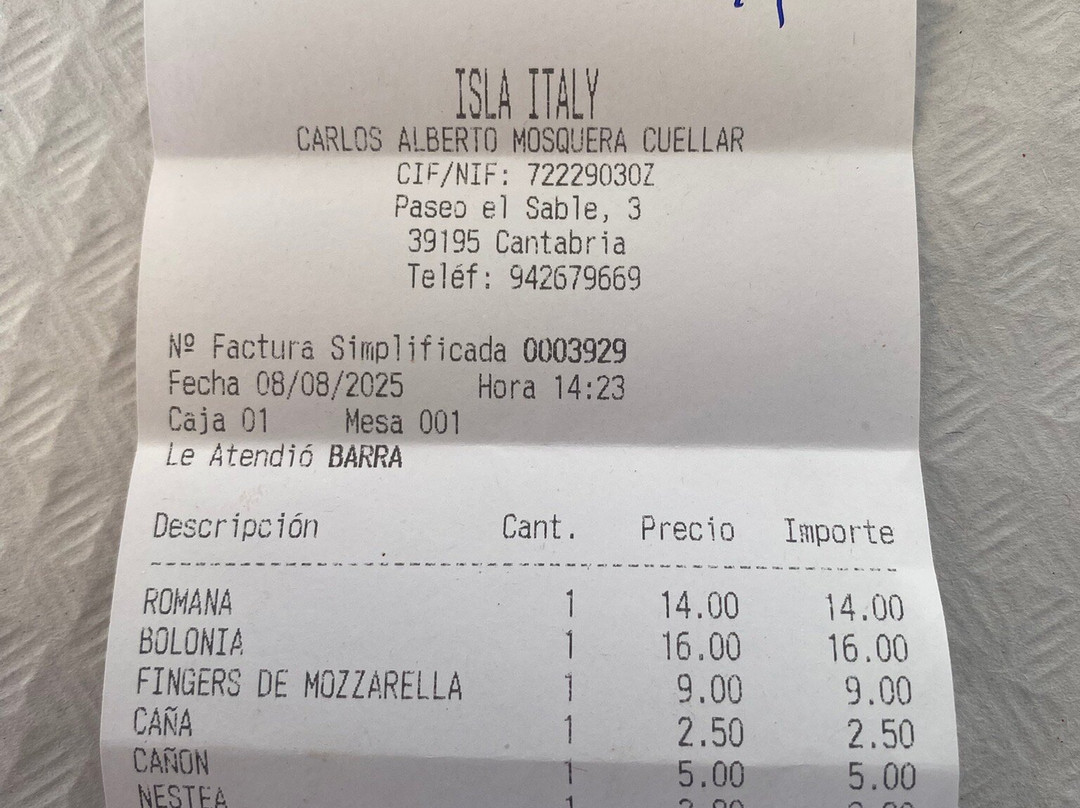 ISLA ITALY
CARLOS ALBERTO MOSQUERA CUELLAR
CIF/NIF: 72229030Z
Paseo el Sable, 3
39195 Cantabria
Teléf: 942679669
Nº Factura Simplificada 0003929
Fecha 08/08/2025 Hora 14:23
Caja 01 Mesa 001
Le Atendió BARRA
Descripción Cant. Precio Importe
ROMANA 1 14.00 14.00
BOLONIA 1 16.00 16.00
FINGERS DE MOZZARELLA 1 9.00 9.00
CAÑA 1 2.50 2.50
CAÑON 1 5.00 5.00
NESTEA 1